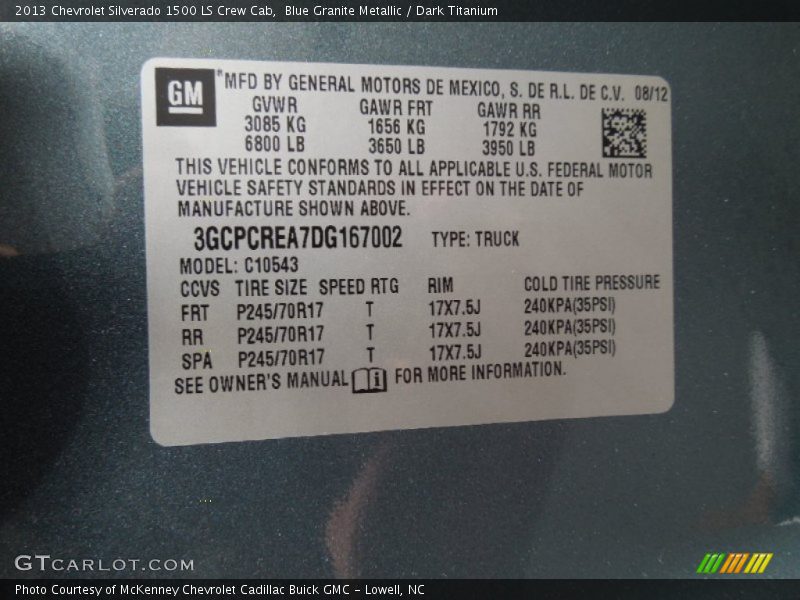 2013 Chevrolet Silverado 1500 LS Crew Cab, Blue Granite Metallic / Dark Titanium
GM *MFD BY GENERAL MOTORS DE MEXICO, S. DE R.L. DE C.V. 08/12
GVWR GAWR FRT GAWR RR
3085 KG 1656 KG 1792 KG
6800 LB 3650 LB 3950 LB
THIS VEHICLE CONFORMS TO ALL APPLICABLE U.S. FEDERAL MOTOR
VEHICLE SAFETY STANDARDS IN EFFECT ON THE DATE OF
MANUFACTURE SHOWN ABOVE.
3GCPCREA7DG167002 TYPE: TRUCK
MODEL: C10543
CCVS TIRE SIZE SPEED RTG RIM COLD TIRE PRESSURE
FRT P245/70R17 T 17X7.5J 240KPA(35PSI)
RR P245/70R17 T 17X7.5J 240KPA(35PSI)
SPA P245/70R17 T 17X7.5J 240KPA(35PSI)
SEE OWNER'S MANUAL i FOR MORE INFORMATION.
GTCARLOT.COM
Photo Courtesy of McKenney Chevrolet Cadillac Buick GMC - Lowell, NC